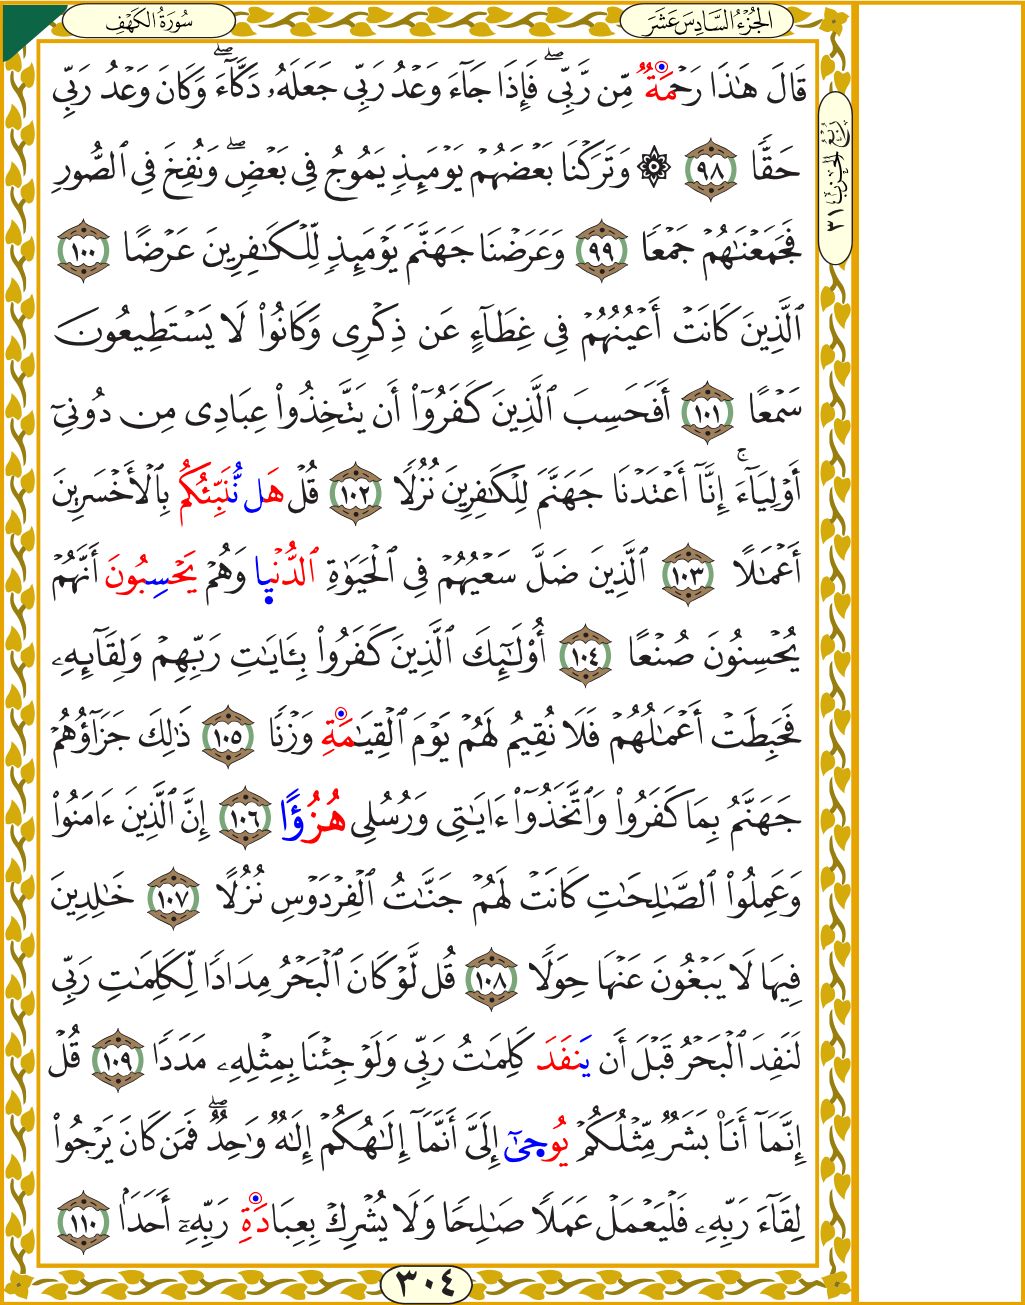 الجُزْءُ السَّادِسَ عَشَرَ
سُورَةُ الكَهْفِ
قَالَ هَٰذَا رَحۡمَةٞ مِّن رَّبِّيۖ فَإِذَا جَآءَ وَعۡدُ رَبِّي جَعَلَهُۥ دَكَّآءَۖ وَكَانَ وَعۡدُ رَبِّي
حَقّٗا ٩٨ ۞ وَتَرَكۡنَا بَعۡضَهُمۡ يَوۡمَئِذٖ يَمُوجُ فِي بَعۡضٖۖ وَنُفِخَ فِي ٱلصُّورِ
فَجَمَعۡنَٰهُمۡ جَمۡعٗا ٩٩ وَعَرَضۡنَا جَهَنَّمَ يَوۡمَئِذٖ لِّلۡكَٰفِرِينَ عَرۡضًا ١٠٠
ٱلَّذِينَ كَانَتۡ أَعۡيُنُهُمۡ فِي غِطَآءٍ عَن ذِكۡرِي وَكَانُواْ لَا يَسۡتَطِيعُونَ
سَمۡعًا ١٠١ أَفَحَسِبَ ٱلَّذِينَ كَفَرُوٓاْ أَن يَتَّخِذُواْ عِبَادِي مِن دُونِيٓ
أَوۡلِيَآءَۚ إِنَّآ أَعۡتَدۡنَا جَهَنَّمَ لِلۡكَٰفِرِينَ نُزُلٗا ١٠٢ قُلۡ هَل نُّنَبِّئُكُم بِٱلۡأَخۡسَرِينَ
أَعۡمَٰلًا ١٠٣ ٱلَّذِينَ ضَلَّ سَعۡيُهُمۡ فِي ٱلۡحَيَوٰةِ ٱلدُّنۡيا وَهُمۡ يَحۡسِبُونَ أَنَّهُمۡ
يُحۡسِنُونَ صُنۡعًا ١٠٤ أُوْلَٰٓئِكَ ٱلَّذِينَ كَفَرُواْ بِـَٔايَٰتِ رَبِّهِمۡ وَلِقَآئِهِۦ
فَحَبِطَتۡ أَعۡمَٰلُهُمۡ فَلَا نُقِيمُ لَهُمۡ يَوۡمَ ٱلۡقِيَٰمَةِ وَزۡنٗا ١٠٥ ذَٰلِكَ جَزَآؤُهُمۡ
جَهَنَّمُ بِمَا كَفَرُواْ وَٱتَّخَذُوٓاْ ءَايَٰتِي وَرُسُلِي هُزُؤًا ١٠٦ إِنَّ ٱلَّذِينَ ءَامَنُواْ
وَعَمِلُواْ ٱلصَّٰلِحَٰتِ كَانَتۡ لَهُمۡ جَنَّٰتُ ٱلۡفِرۡدَوۡسِ نُزُلًا ١٠٧ خَٰلِدِينَ
فِيهَا لَا يَبۡغُونَ عَنۡهَا حِوَلٗا ١٠٨ قُل لَّوۡ كَانَ ٱلۡبَحۡرُ مِدَادٗا لِّكَلِمَٰتِ رَبِّي
لَنَفِدَ ٱلۡبَحۡرُ قَبۡلَ أَن يَنفَدَ كَلِمَٰتُ رَبِّي وَلَوۡ جِئۡنَا بِمِثۡلِهِۦ مَدَدٗا ١٠٩ قُلۡ
إِنَّمَآ أَنَا۠ بَشَرٞ مِّثۡلُكُمۡ يُوحىٰٓ إِلَيَّ أَنَّمَآ إِلَٰهُكُمۡ إِلَٰهٞ وَٰحِدٞۖ فَمَن كَانَ يَرۡجُواْ
لِقَآءَ رَبِّهِۦ فَلۡيَعۡمَلۡ عَمَلٗا صَٰلِحٗا وَلَا يُشۡرِكۡ بِعِبَادَةِ رَبِّهِۦٓ أَحَدَۢا ١١٠
رُبْعُ الحِزْبِ ٣١
٣٠٤